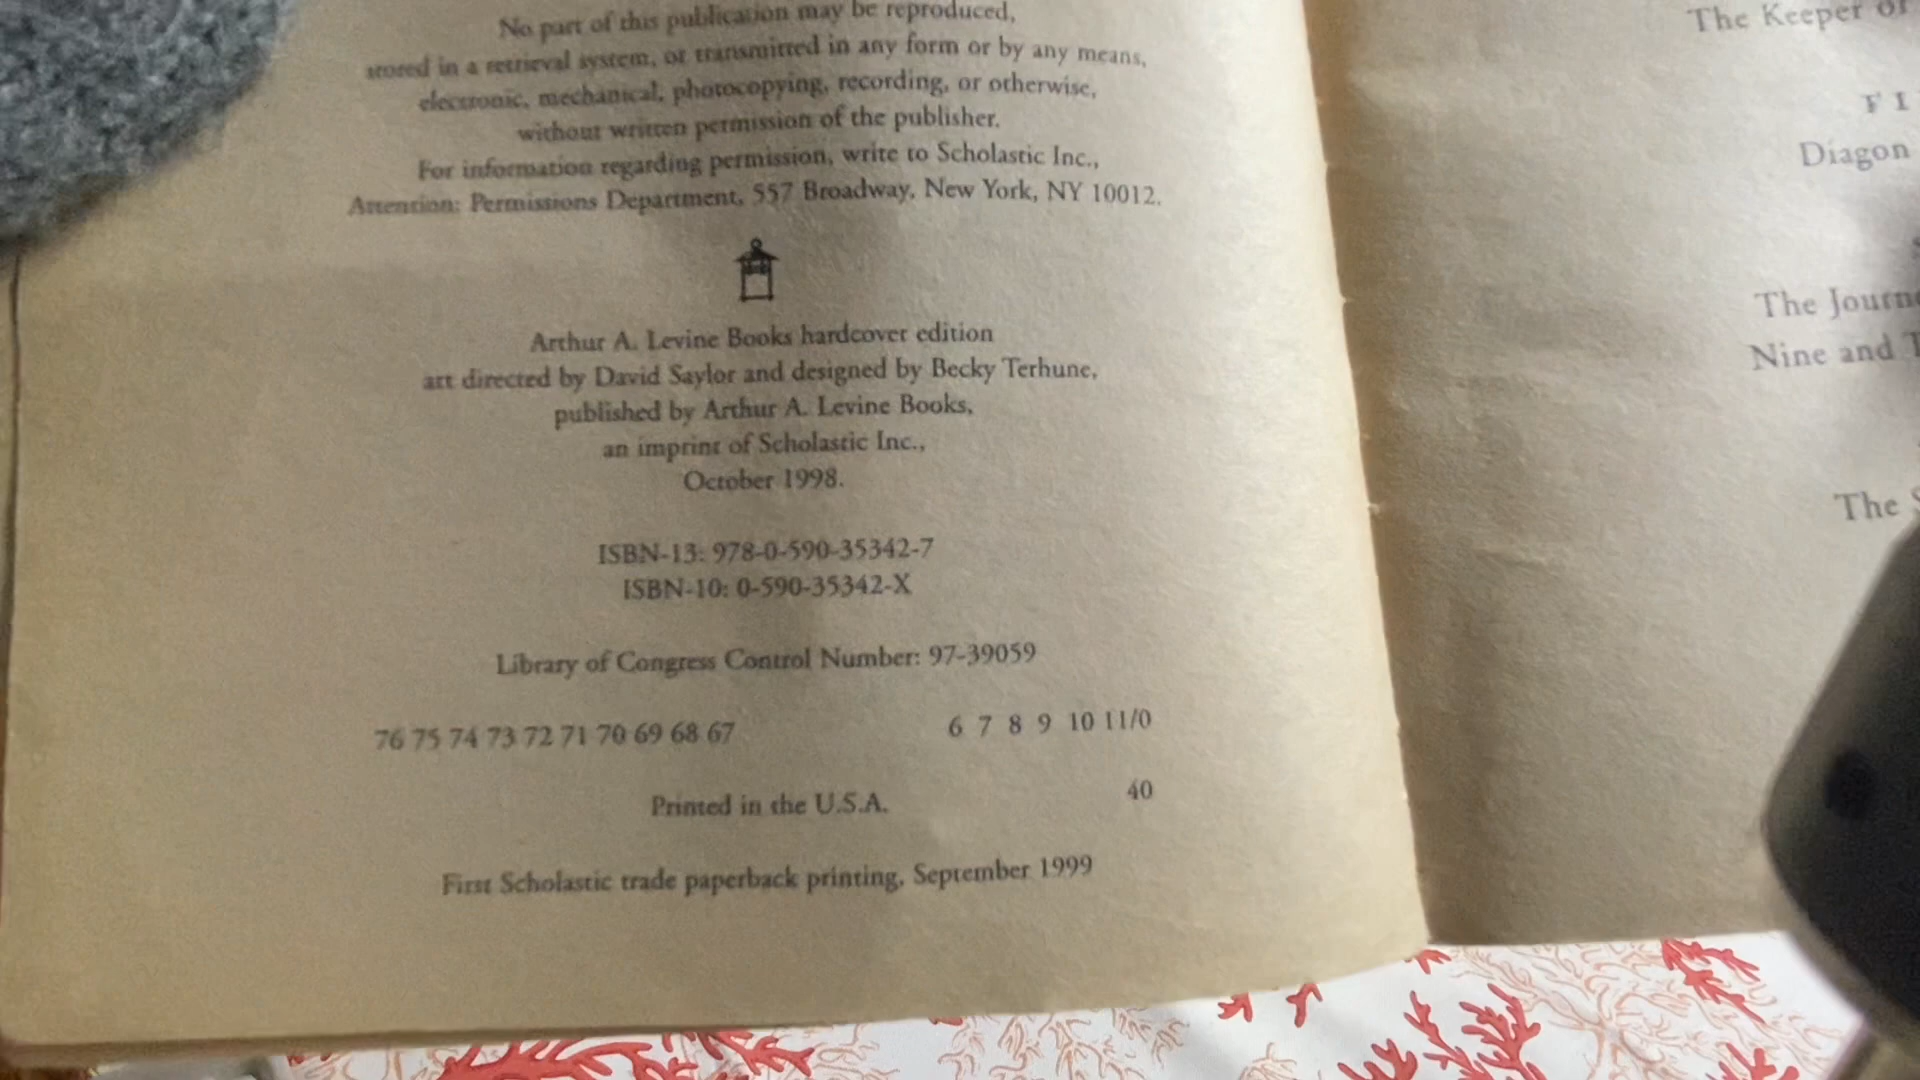 No part of this publication may be reproduced,
stored in a retrieval system, or transmitted in any form or by any means,
electronic, mechanical, photocopying, recording, or otherwise,
without written permission of the publisher.
For information regarding permission, write to Scholastic Inc.,
Attention: Permissions Department, 557 Broadway, New York, NY 10012.
Arthur A. Levine Books hardcover edition
art directed by David Saylor and designed by Becky Terhune,
published by Arthur A. Levine Books,
an imprint of Scholastic Inc.,
October 1998.
ISBN-13: 978-0-590-35342-7
ISBN-10: 0-590-35342-X
Library of Congress Control Number: 97-39059
76 75 74 73 72 71 70 69 68 67 6 7 8 9 10 11/0
Printed in the U.S.A. 40
First Scholastic trade paperback printing, September 1999
The Keeper of
F I
Diagon
The Journ
Nine and T
The S